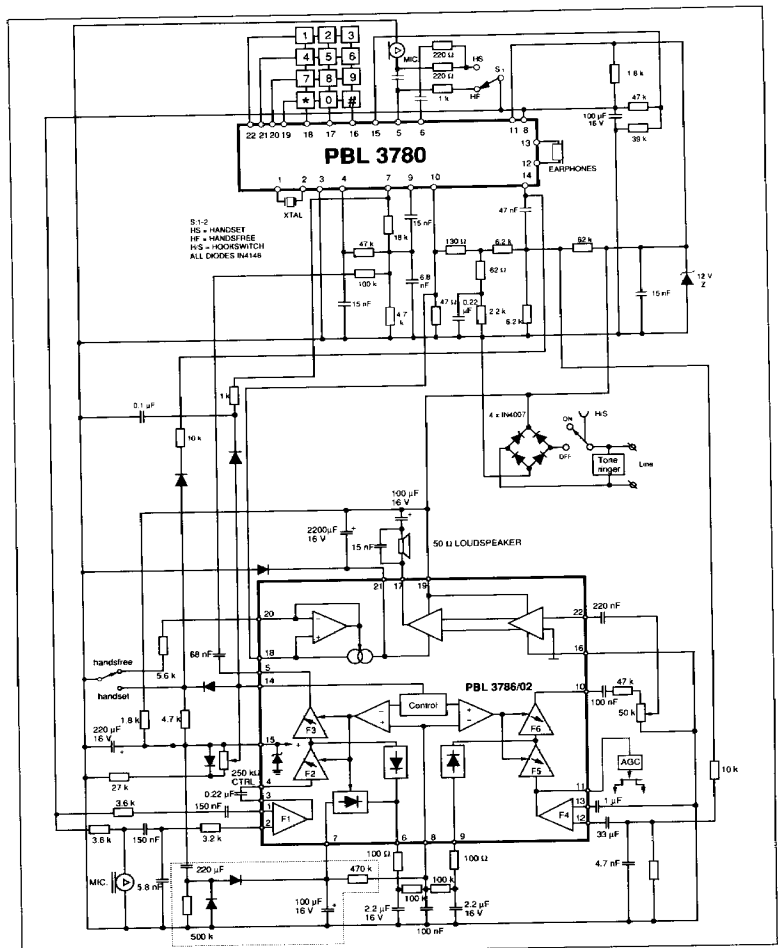 1 2 3
4 5 6
7 8 9
* 0 #
MIC.
220 Ω
220 Ω
1 k
HS
HF
S1
1.8 k
47 k
100 µF
16 V
39 k
22 21 20 19 18 17 16 15 5 6 11 8
PBL 3780
13
12
EARPHONES
1 2 3 4 7 9 10 14
XTAL
S:1-2
HS = HANDSET
HF = HANDSFREE
H/S = HOOKSWITCH
ALL DIODES IN4148
18 k
15 nF
47 nF
47 k
100 k
130 Ω
6.2 k
62 k
6.8
nF
62 Ω
15 nF
4.7
k
47 Ω
0.22
µF
2.2 k
6.2 k
15 nF
12 V
Z
1 k
0.1 µF
10 k
4 x IN4007
ON
H/S
OFF
Tone
ringer
Line
100 µF
16 V
2200µF
16 V
15 nF
50 Ω LOUDSPEAKER
21 17 19
20
22
220 nF
18
16
68 nF
5
handsfree
5.6 k
handset
14
PBL 3786/02
Control
10
47 k
100 nF
50 k
1.8 k
4.7 k
220 µF
16 V
15
F3
F6
F2
F5
AGC
27 k
250 kΩ
CTRL
4
11
10 k
0.22 µF
3
3.6 k
150 nF
1
F1
F4
13
1 µF
3.6 k
150 nF
3.2 k
2
12
33 µF
7 6 8 9
MIC.
5.8 nF
220 µF
470 k
100 Ω
100 Ω
4.7 nF
100 k
100 k
500 k
100 µF
16 V
2.2 µF
16 V
100 nF
2.2 µF
16 V